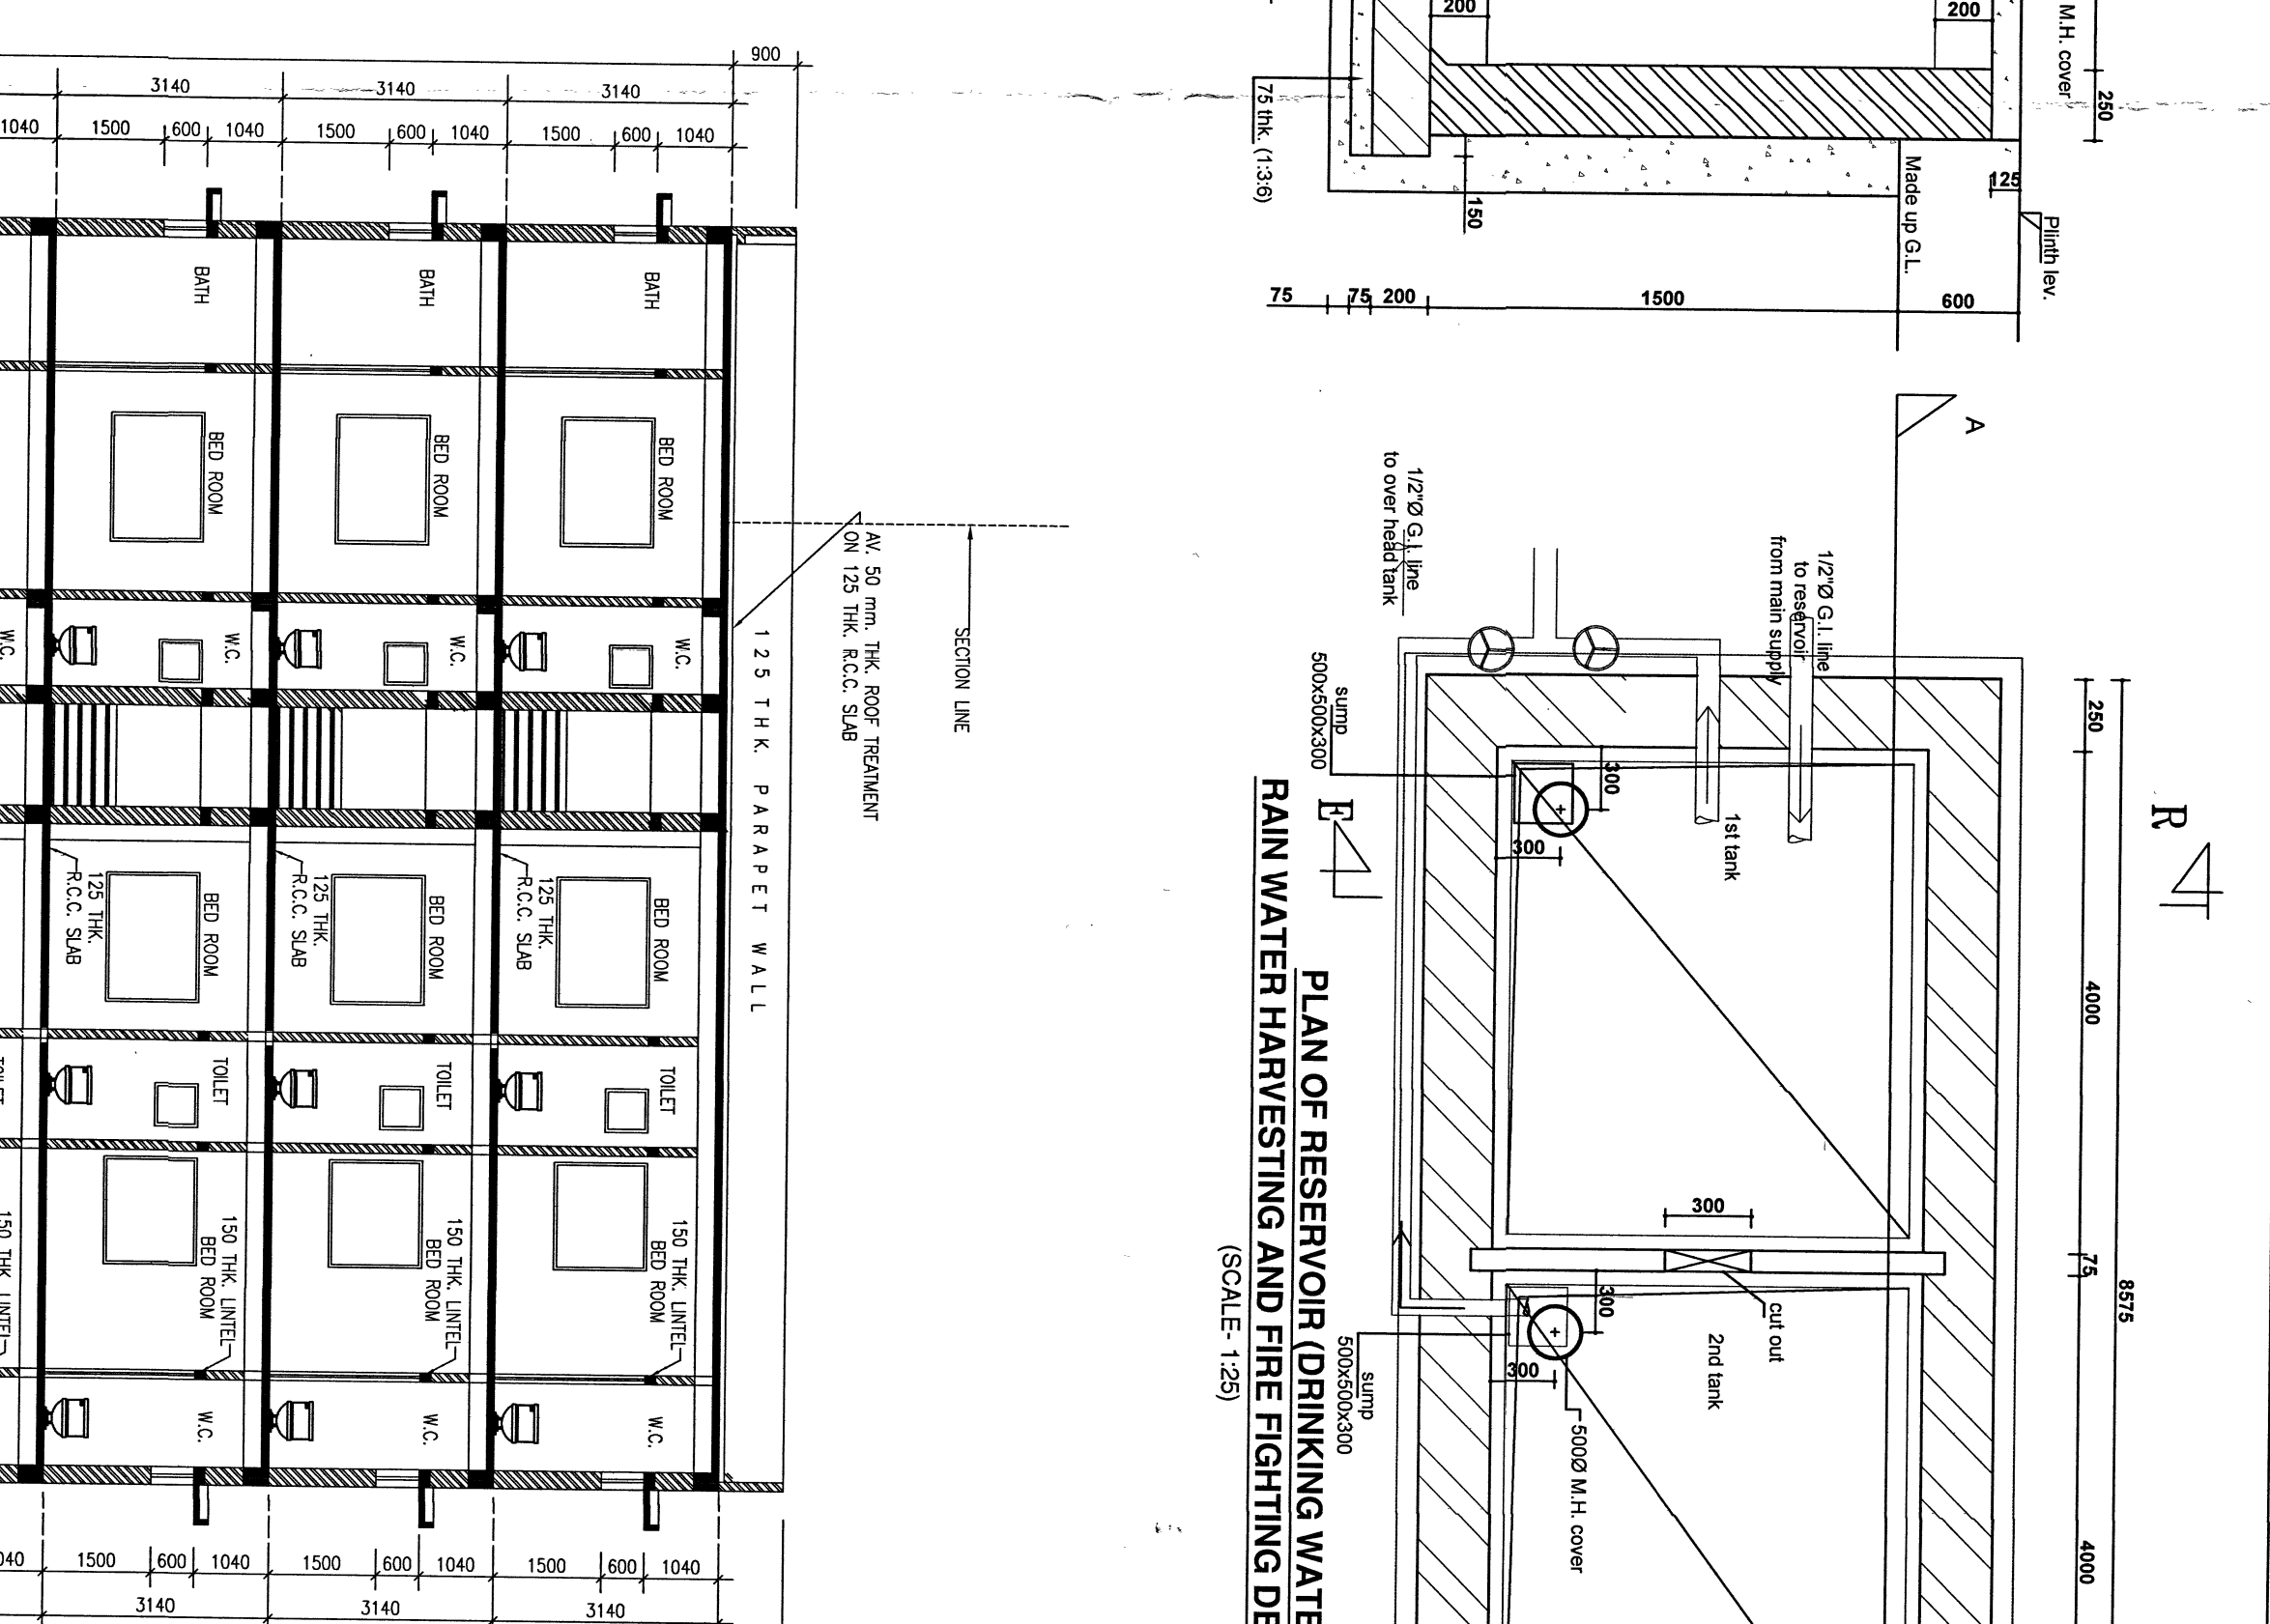 900
3140
3140
3140
1040
1500
600
1040
1500
600
1040
1500
600
1040
BATH
BATH
BATH
BED ROOM
BED ROOM
BED ROOM
W.C.
W.C.
W.C.
W.C.
AV. 50 mm. THK. ROOF TREATMENT
ON 125 THK. R.C.C. SLAB
SECTION LINE
125 THK. PARAPET WALL
BED ROOM
BED ROOM
BED ROOM
125 THK.
R.C.C. SLAB
125 THK.
R.C.C. SLAB
125 THK.
R.C.C. SLAB
TOILET
TOILET
TOILET
150 THK. LINTEL
BED ROOM
150 THK. LINTEL
BED ROOM
150 THK. LINTEL
BED ROOM
150 THK. LINTEL
W.C.
W.C.
W.C.
1500
600
1040
1500
600
1040
1500
600
1040
3140
3140
3140
200
200
M.H. cover
250
75 thk. (1:3:6)
150
Made up G.L.
125
Plinth lev.
75
75
200
1500
600
A
1/2"Ø G.I. line
to over head tank
1/2"Ø G.I. line
to reservoir
from main supply
sump
500x500x300
300
300
1st tank
E
R
250
4000
75
8575
4000
300
cut out
300
300
2nd tank
sump
500x500x300
500Ø M.H. cover
PLAN OF RESERVOIR (DRINKING WATE
RAIN WATER HARVESTING AND FIRE FIGHTING DE
(SCALE- 1:25)